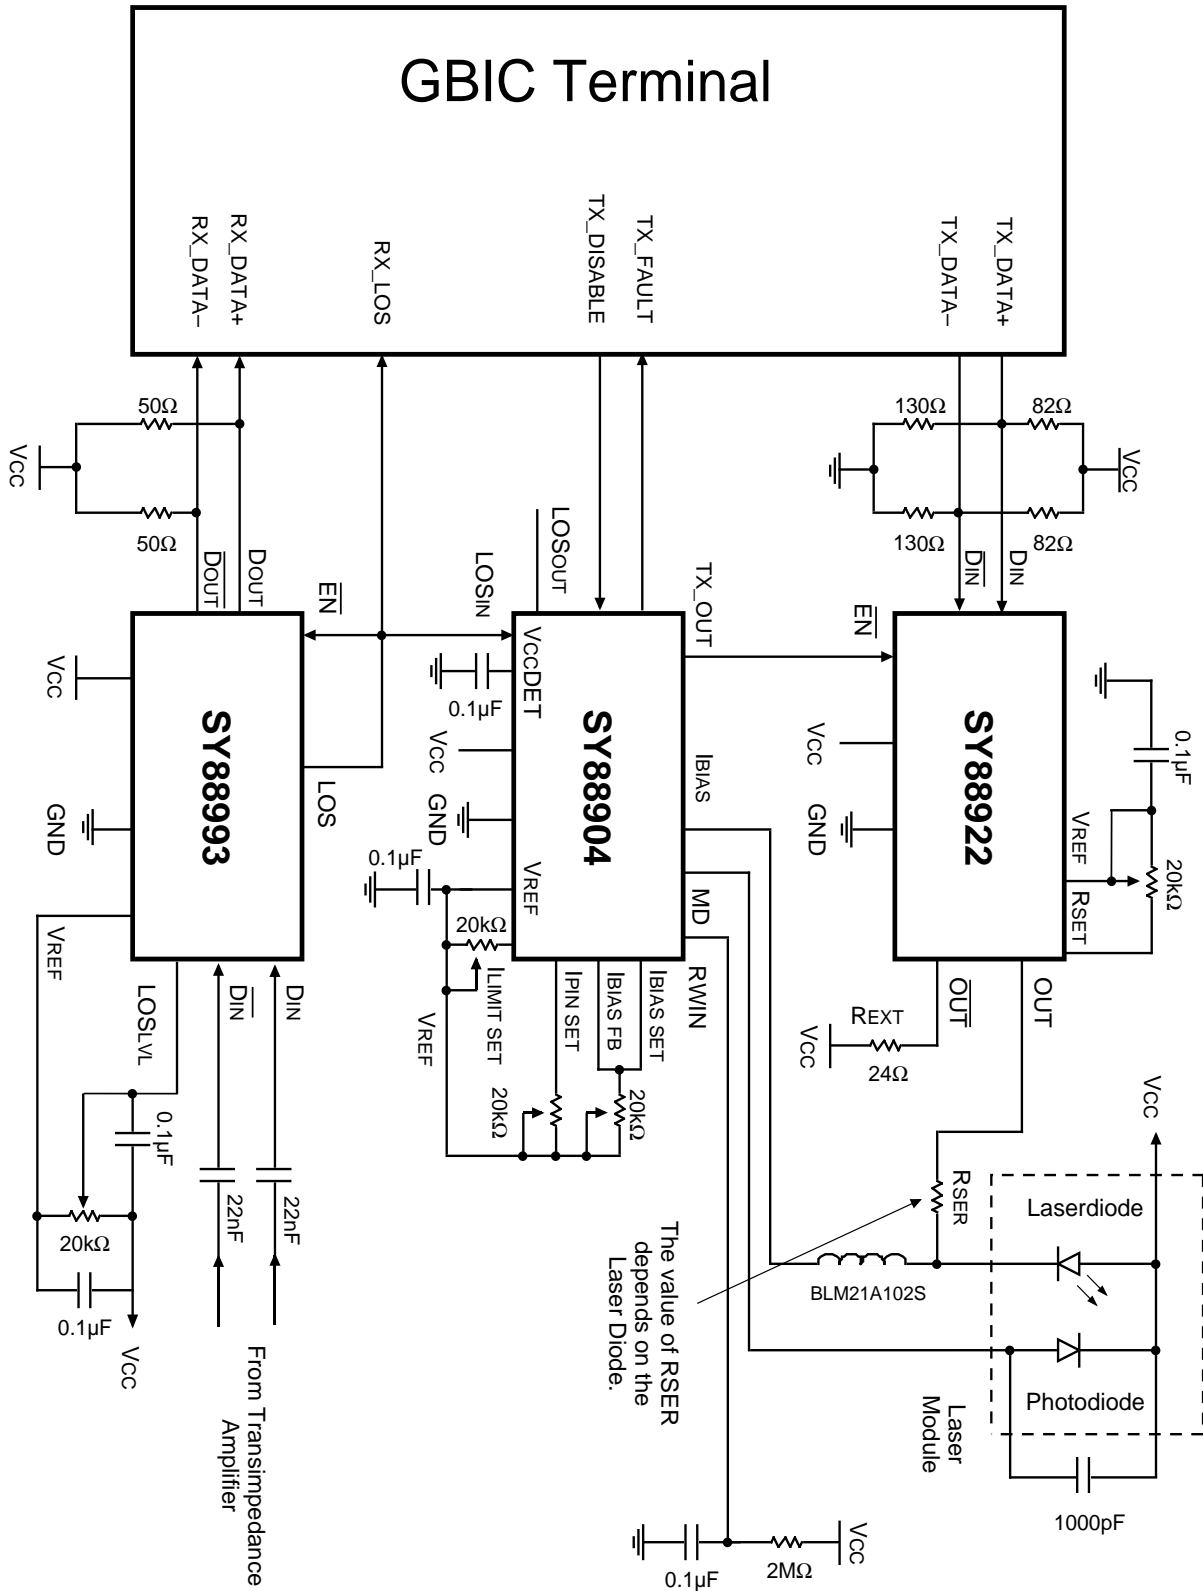 GBIC Terminal
RX_DATA–
RX_DATA+
RX_LOS
TX_DISABLE
TX_FAULT
TX_DATA–
TX_DATA+
50Ω
50Ω
VCC
130Ω
82Ω
130Ω
82Ω
VCC
DOUT
DOUT
EN
LOSIN
LOSOUT
TX_OUT
EN
DIN
DIN
SY88993
VCC
GND
VREF
LOS
LOSLVL
DIN
DIN
SY88904
VCCDET
0.1µF
VCC
GND
VREF
0.1µF
20kΩ
ILIMIT SET
VREF
IPIN SET
IBIAS FB
IBIAS SET
20kΩ
20kΩ
IBIAS
MD
RWIN
SY88922
VCC
GND
VREF
RSET
0.1µF
20kΩ
OUT
OUT
REXT
24Ω
VCC
0.1µF
22nF
22nF
20kΩ
0.1µF
VCC
From Transimpedance
Amplifier
The value of RSER
depends on the
Laser Diode.
RSER
BLM21A102S
VCC
Laserdiode
Photodiode
Laser
Module
1000pF
VCC
2MΩ
0.1µF